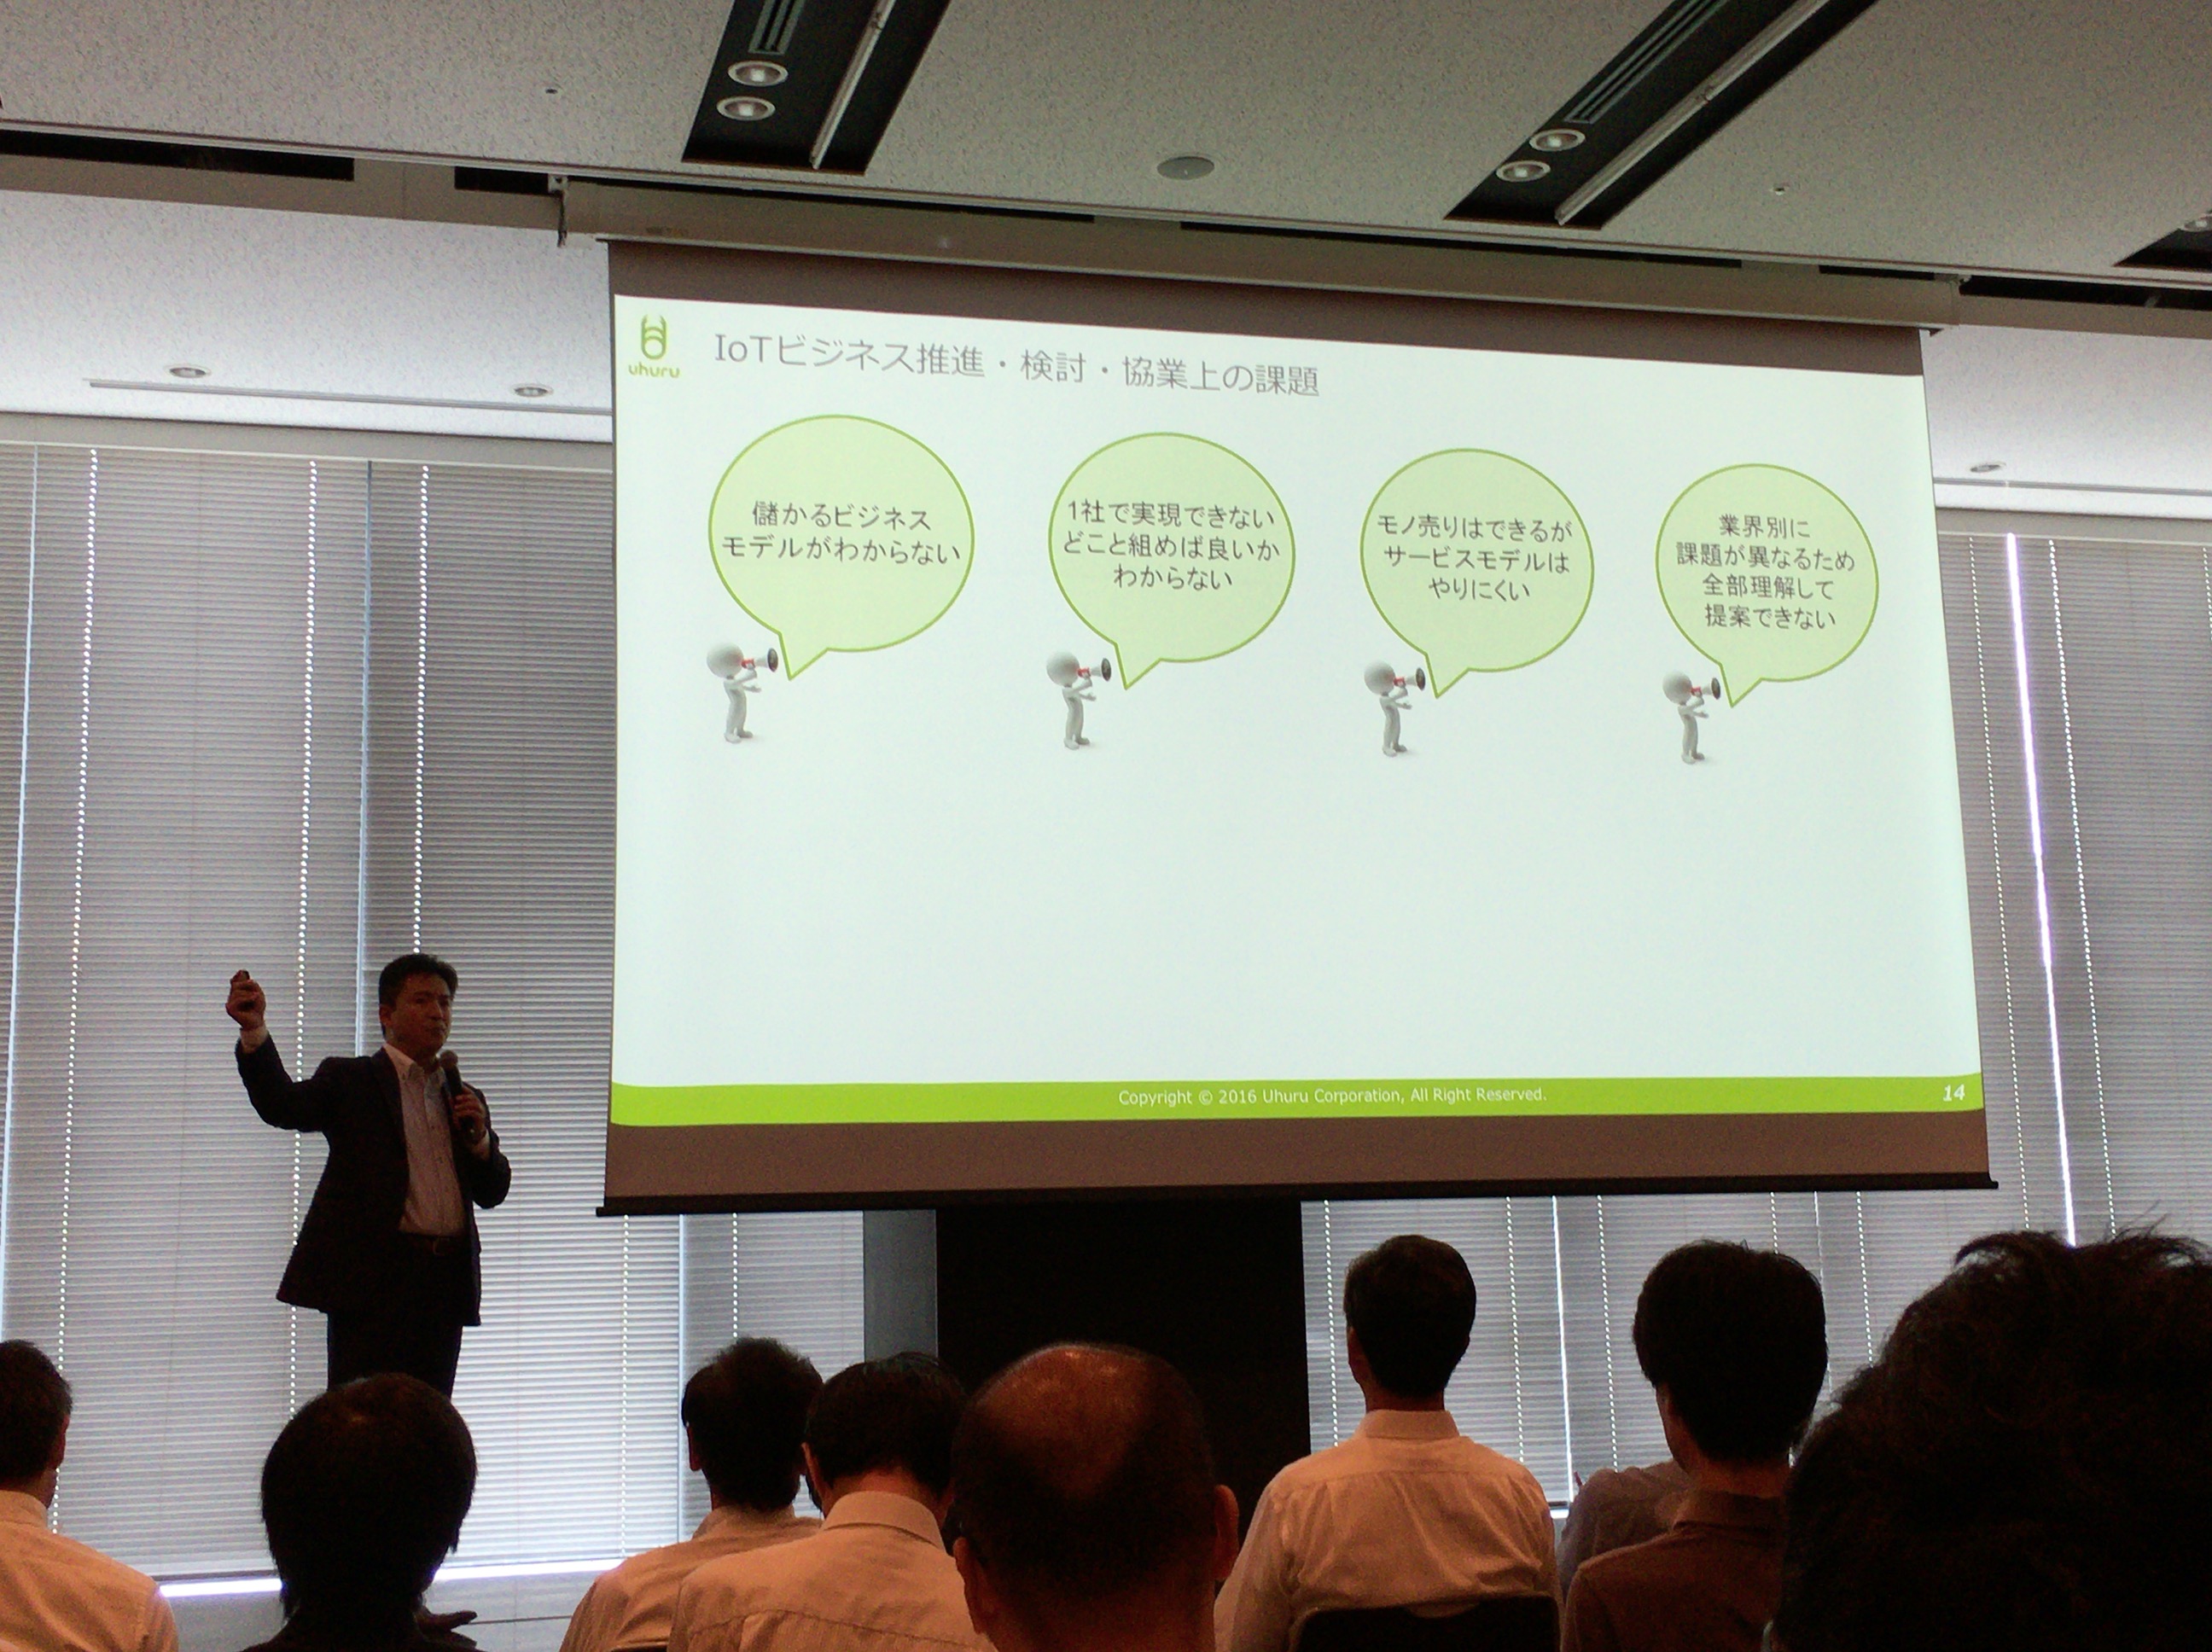 uhuru
IoTビジネス推進・検討・協業上の課題
儲かるビジネス
モデルがわからない
1社で実現できない
どこと組めば良いか
わからない
モノ売りはできるが
サービスモデルは
やりにくい
業界別に
課題が異なるため
全部理解して
提案できない
Copyright © 2016 Uhuru Corporation, All Right Reserved.
14